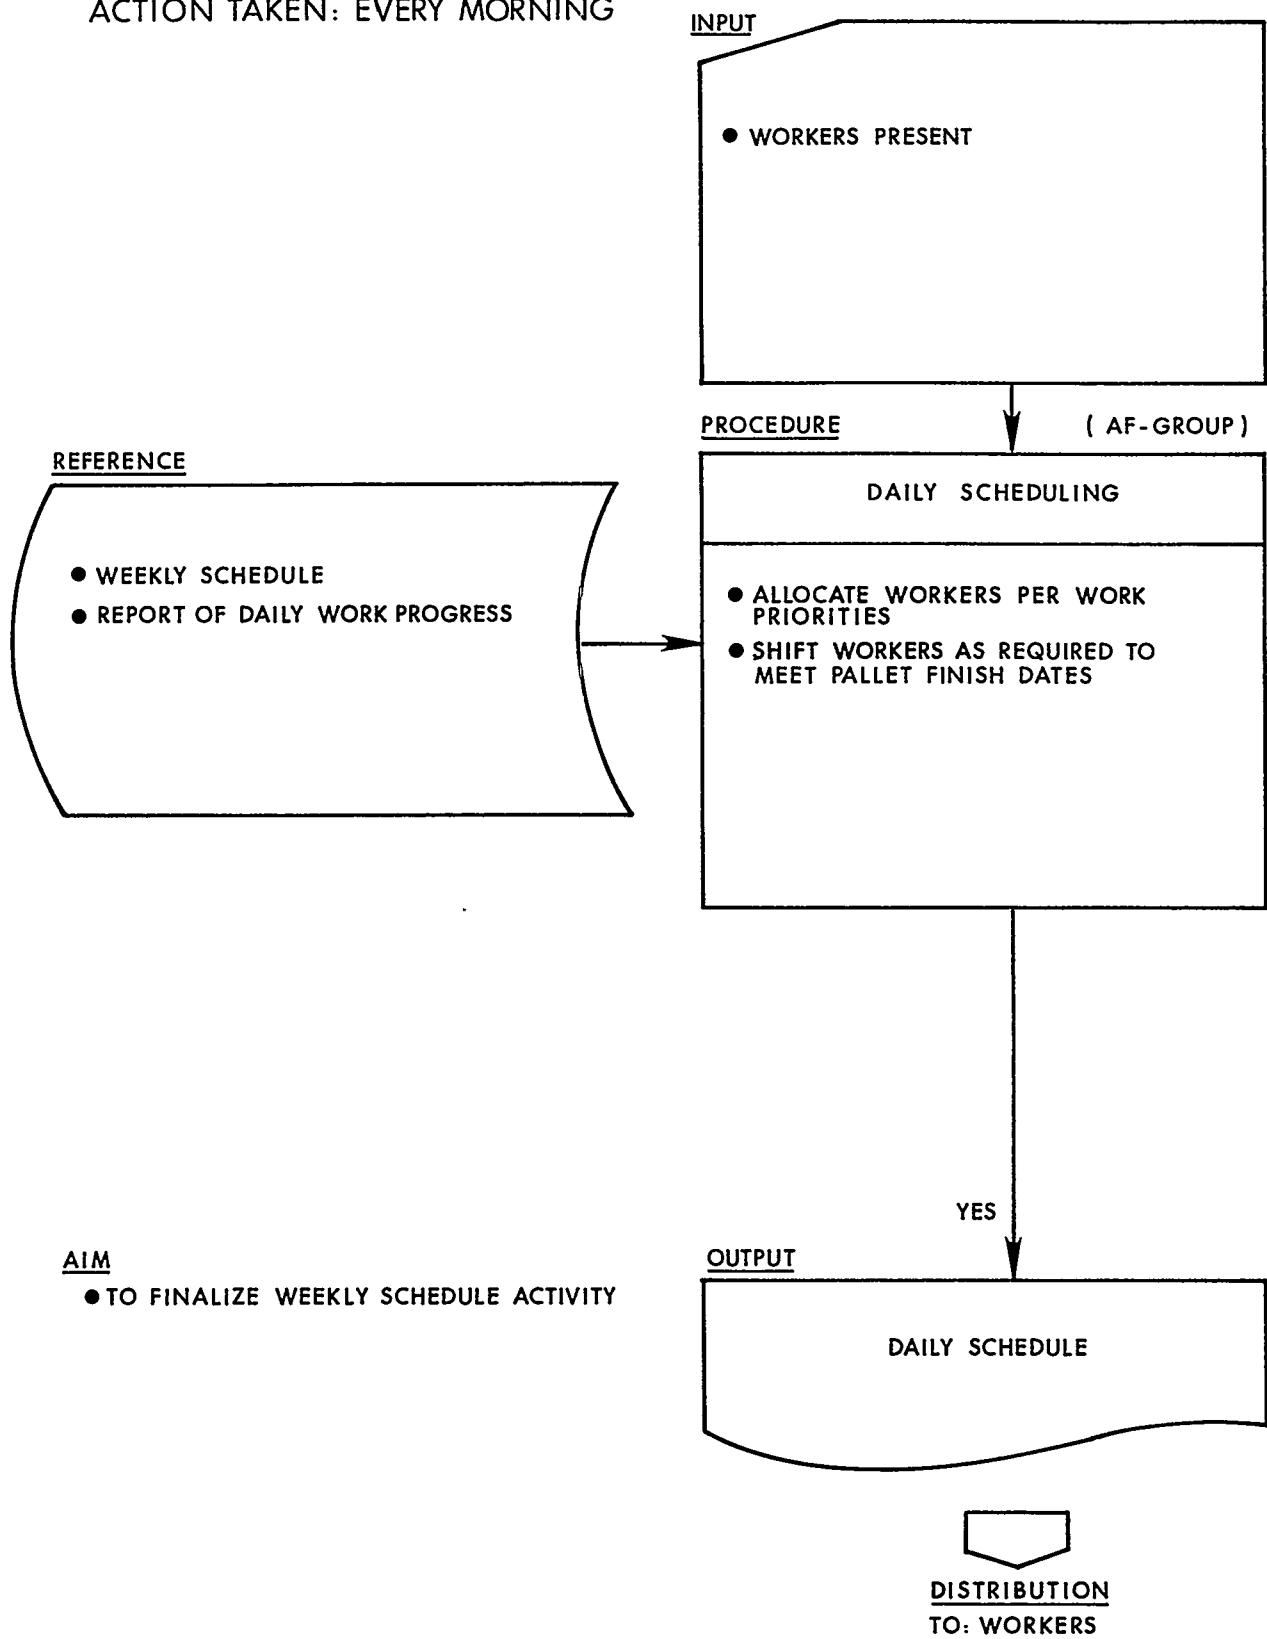 ACTION TAKEN: EVERY MORNING
INPUT
● WORKERS PRESENT
PROCEDURE
( AF-GROUP )
REFERENCE
DAILY SCHEDULING
● WEEKLY SCHEDULE
● REPORT OF DAILY WORK PROGRESS
● ALLOCATE WORKERS PER WORK
PRIORITIES
● SHIFT WORKERS AS REQUIRED TO
MEET PALLET FINISH DATES
YES
AIM
● TO FINALIZE WEEKLY SCHEDULE ACTIVITY
OUTPUT
DAILY SCHEDULE
DISTRIBUTION
TO: WORKERS